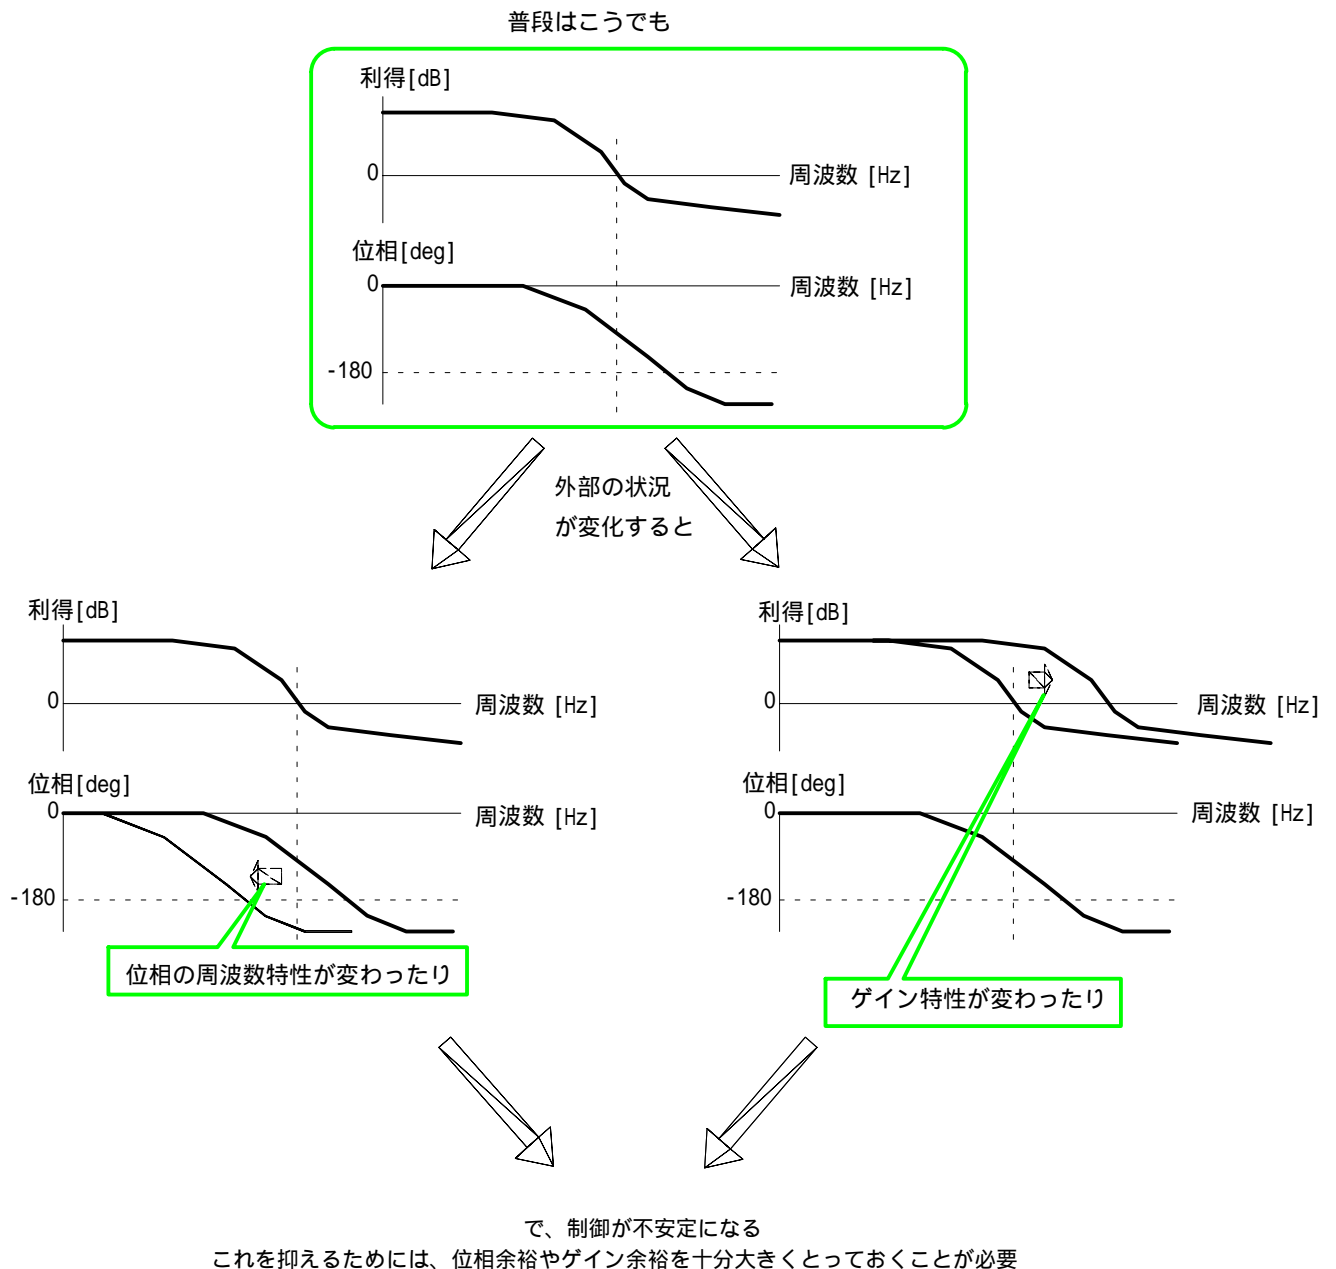 普段はこうでも
利得[dB]
0
周波数 [Hz]
位相[deg]
0
周波数 [Hz]
-180
外部の状況
が変化すると
利得[dB]
0
周波数 [Hz]
位相[deg]
0
周波数 [Hz]
-180
位相の周波数特性が変わったり
利得[dB]
0
周波数 [Hz]
位相[deg]
0
周波数 [Hz]
-180
ゲイン特性が変わったり
で、制御が不安定になる
これを抑えるためには、位相余裕やゲイン余裕を十分大きくとっておくことが必要